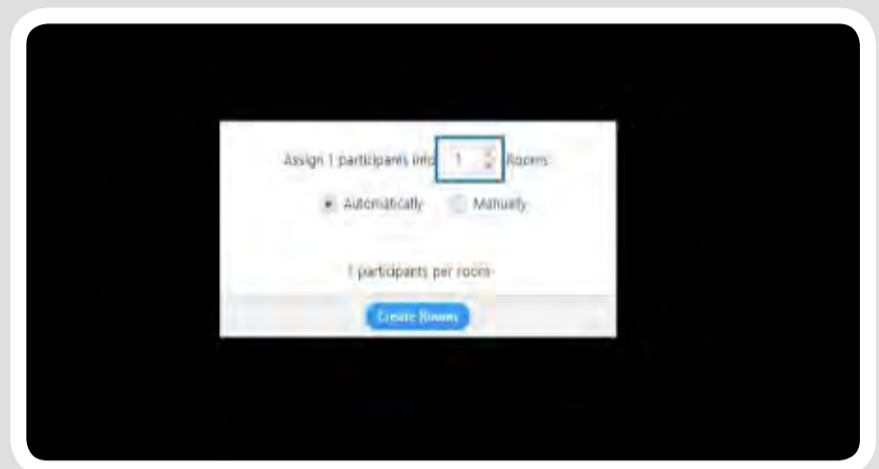 Assign 1 participants into 1 Rooms
Automatically Manually
1 participants per room
Create Rooms